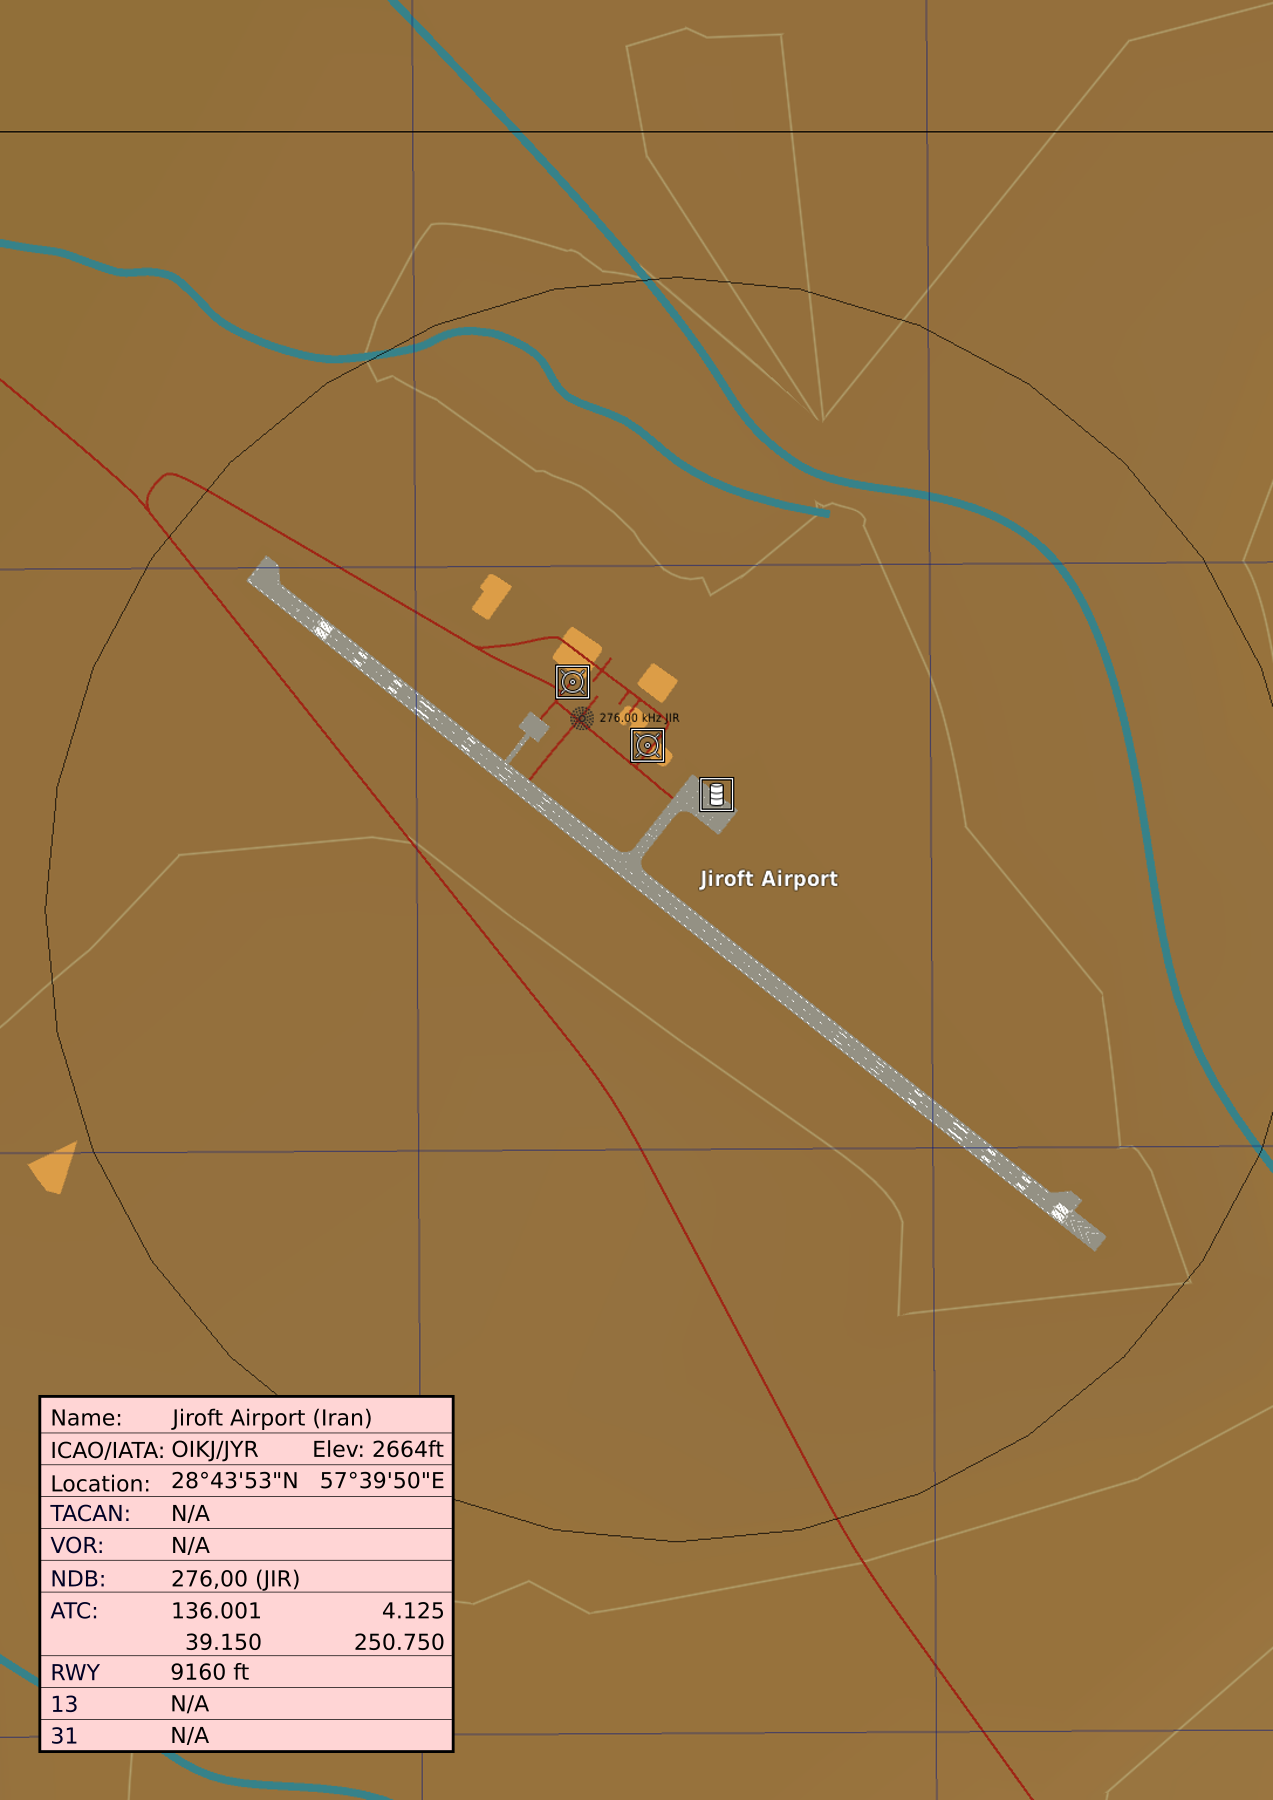 276.00 kHz JIR
Jiroft Airport
Name: Jiroft Airport (Iran)
ICAO/IATA: OIKJ/JYR Elev: 2664ft
Location: 28°43'53"N 57°39'50"E
TACAN: N/A
VOR: N/A
NDB: 276,00 (JIR)
ATC: 136.001 4.125
39.150 250.750
RWY 9160 ft
13 N/A
31 N/A